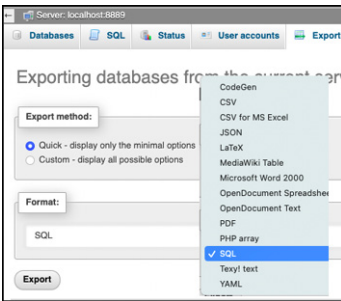 Server: localhost:8889
Databases SQL Status User accounts Export
Exporting databases from the current ser
Export method:
Quick - display only the minimal options
Custom - display all possible options
Format:
SQL
Export
CodeGen
CSV
CSV for MS Excel
JSON
LaTeX
MediaWiki Table
Microsoft Word 2000
OpenDocument Spreadshee
OpenDocument Text
PDF
PHP array
✓ SQL
Texy! text
YAML